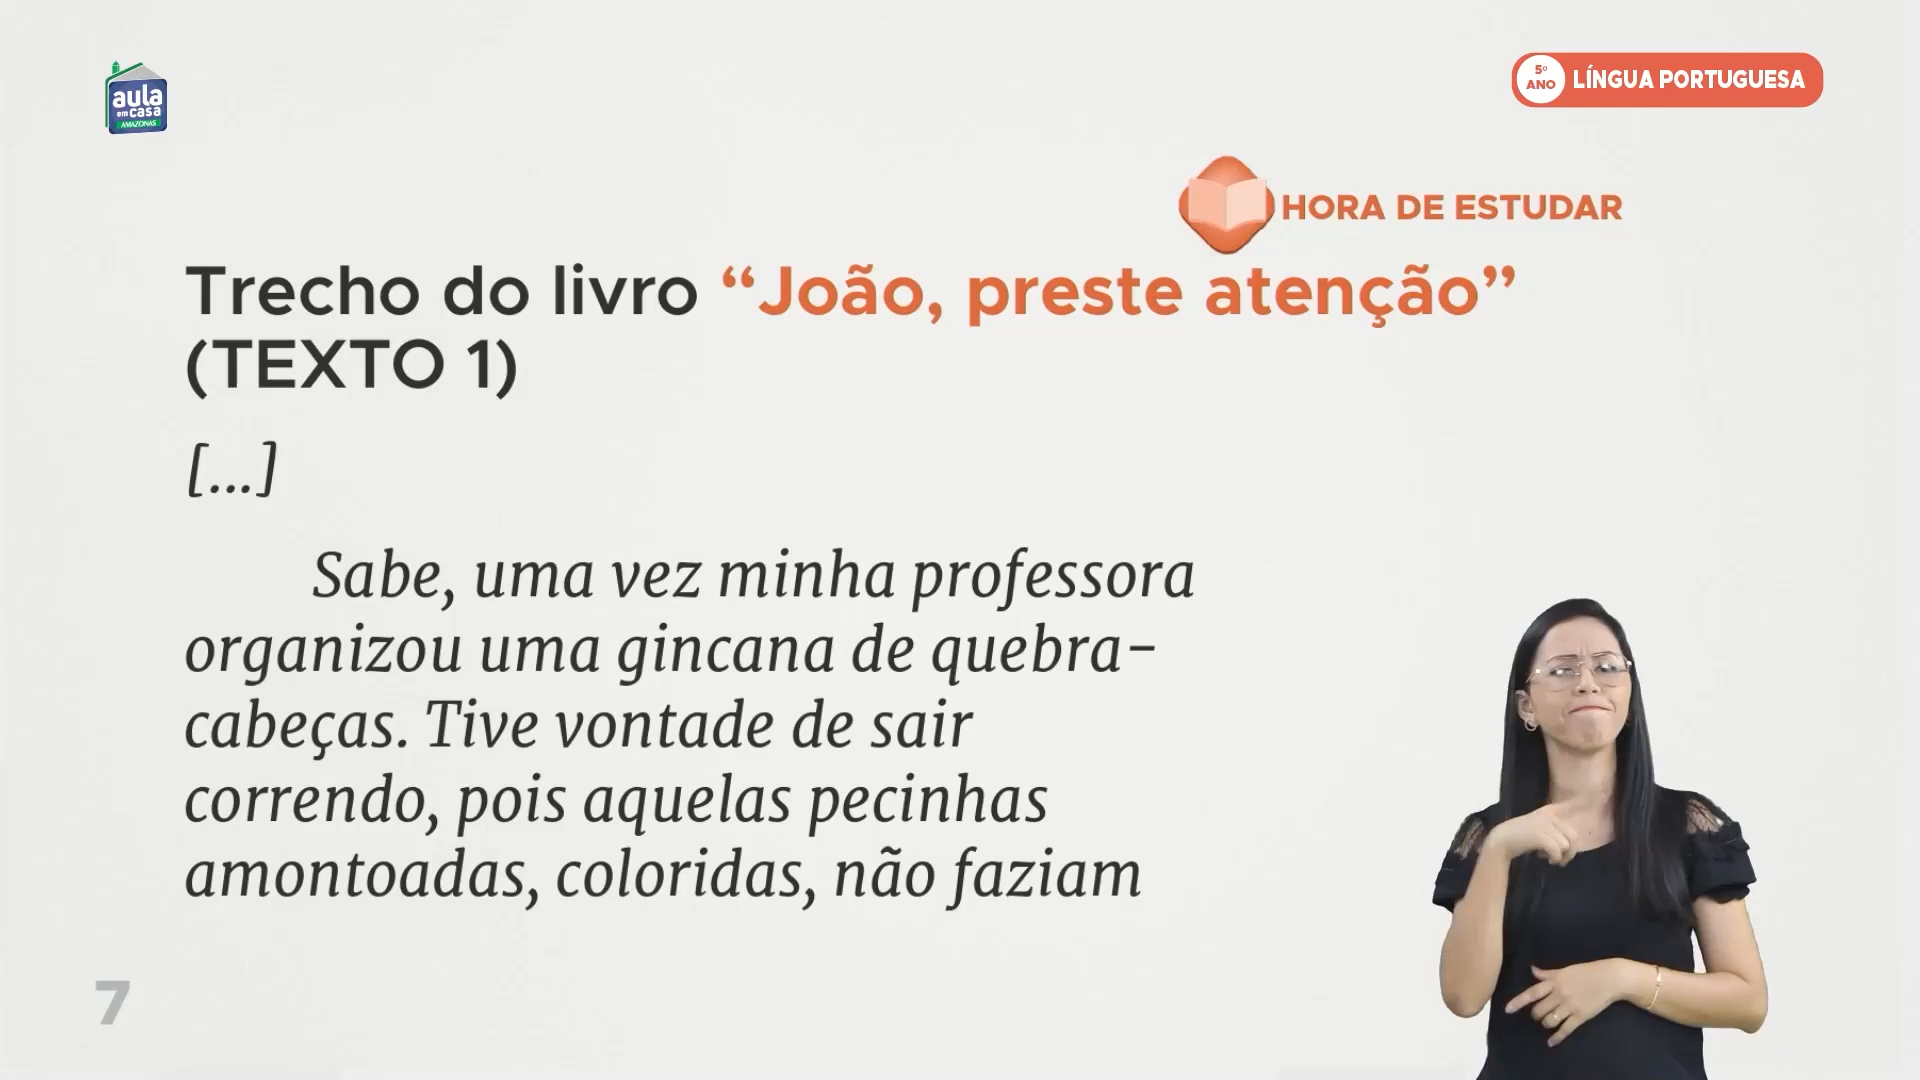 aula
em casa
AMAZONAS
5º
ANO
LÍNGUA PORTUGUESA
HORA DE ESTUDAR
Trecho do livro “João, preste atenção”
(TEXTO 1)
[...]
Sabe, uma vez minha professora
organizou uma gincana de quebra-
cabeças. Tive vontade de sair
correndo, pois aquelas pecinhas
amontoadas, coloridas, não faziam
7